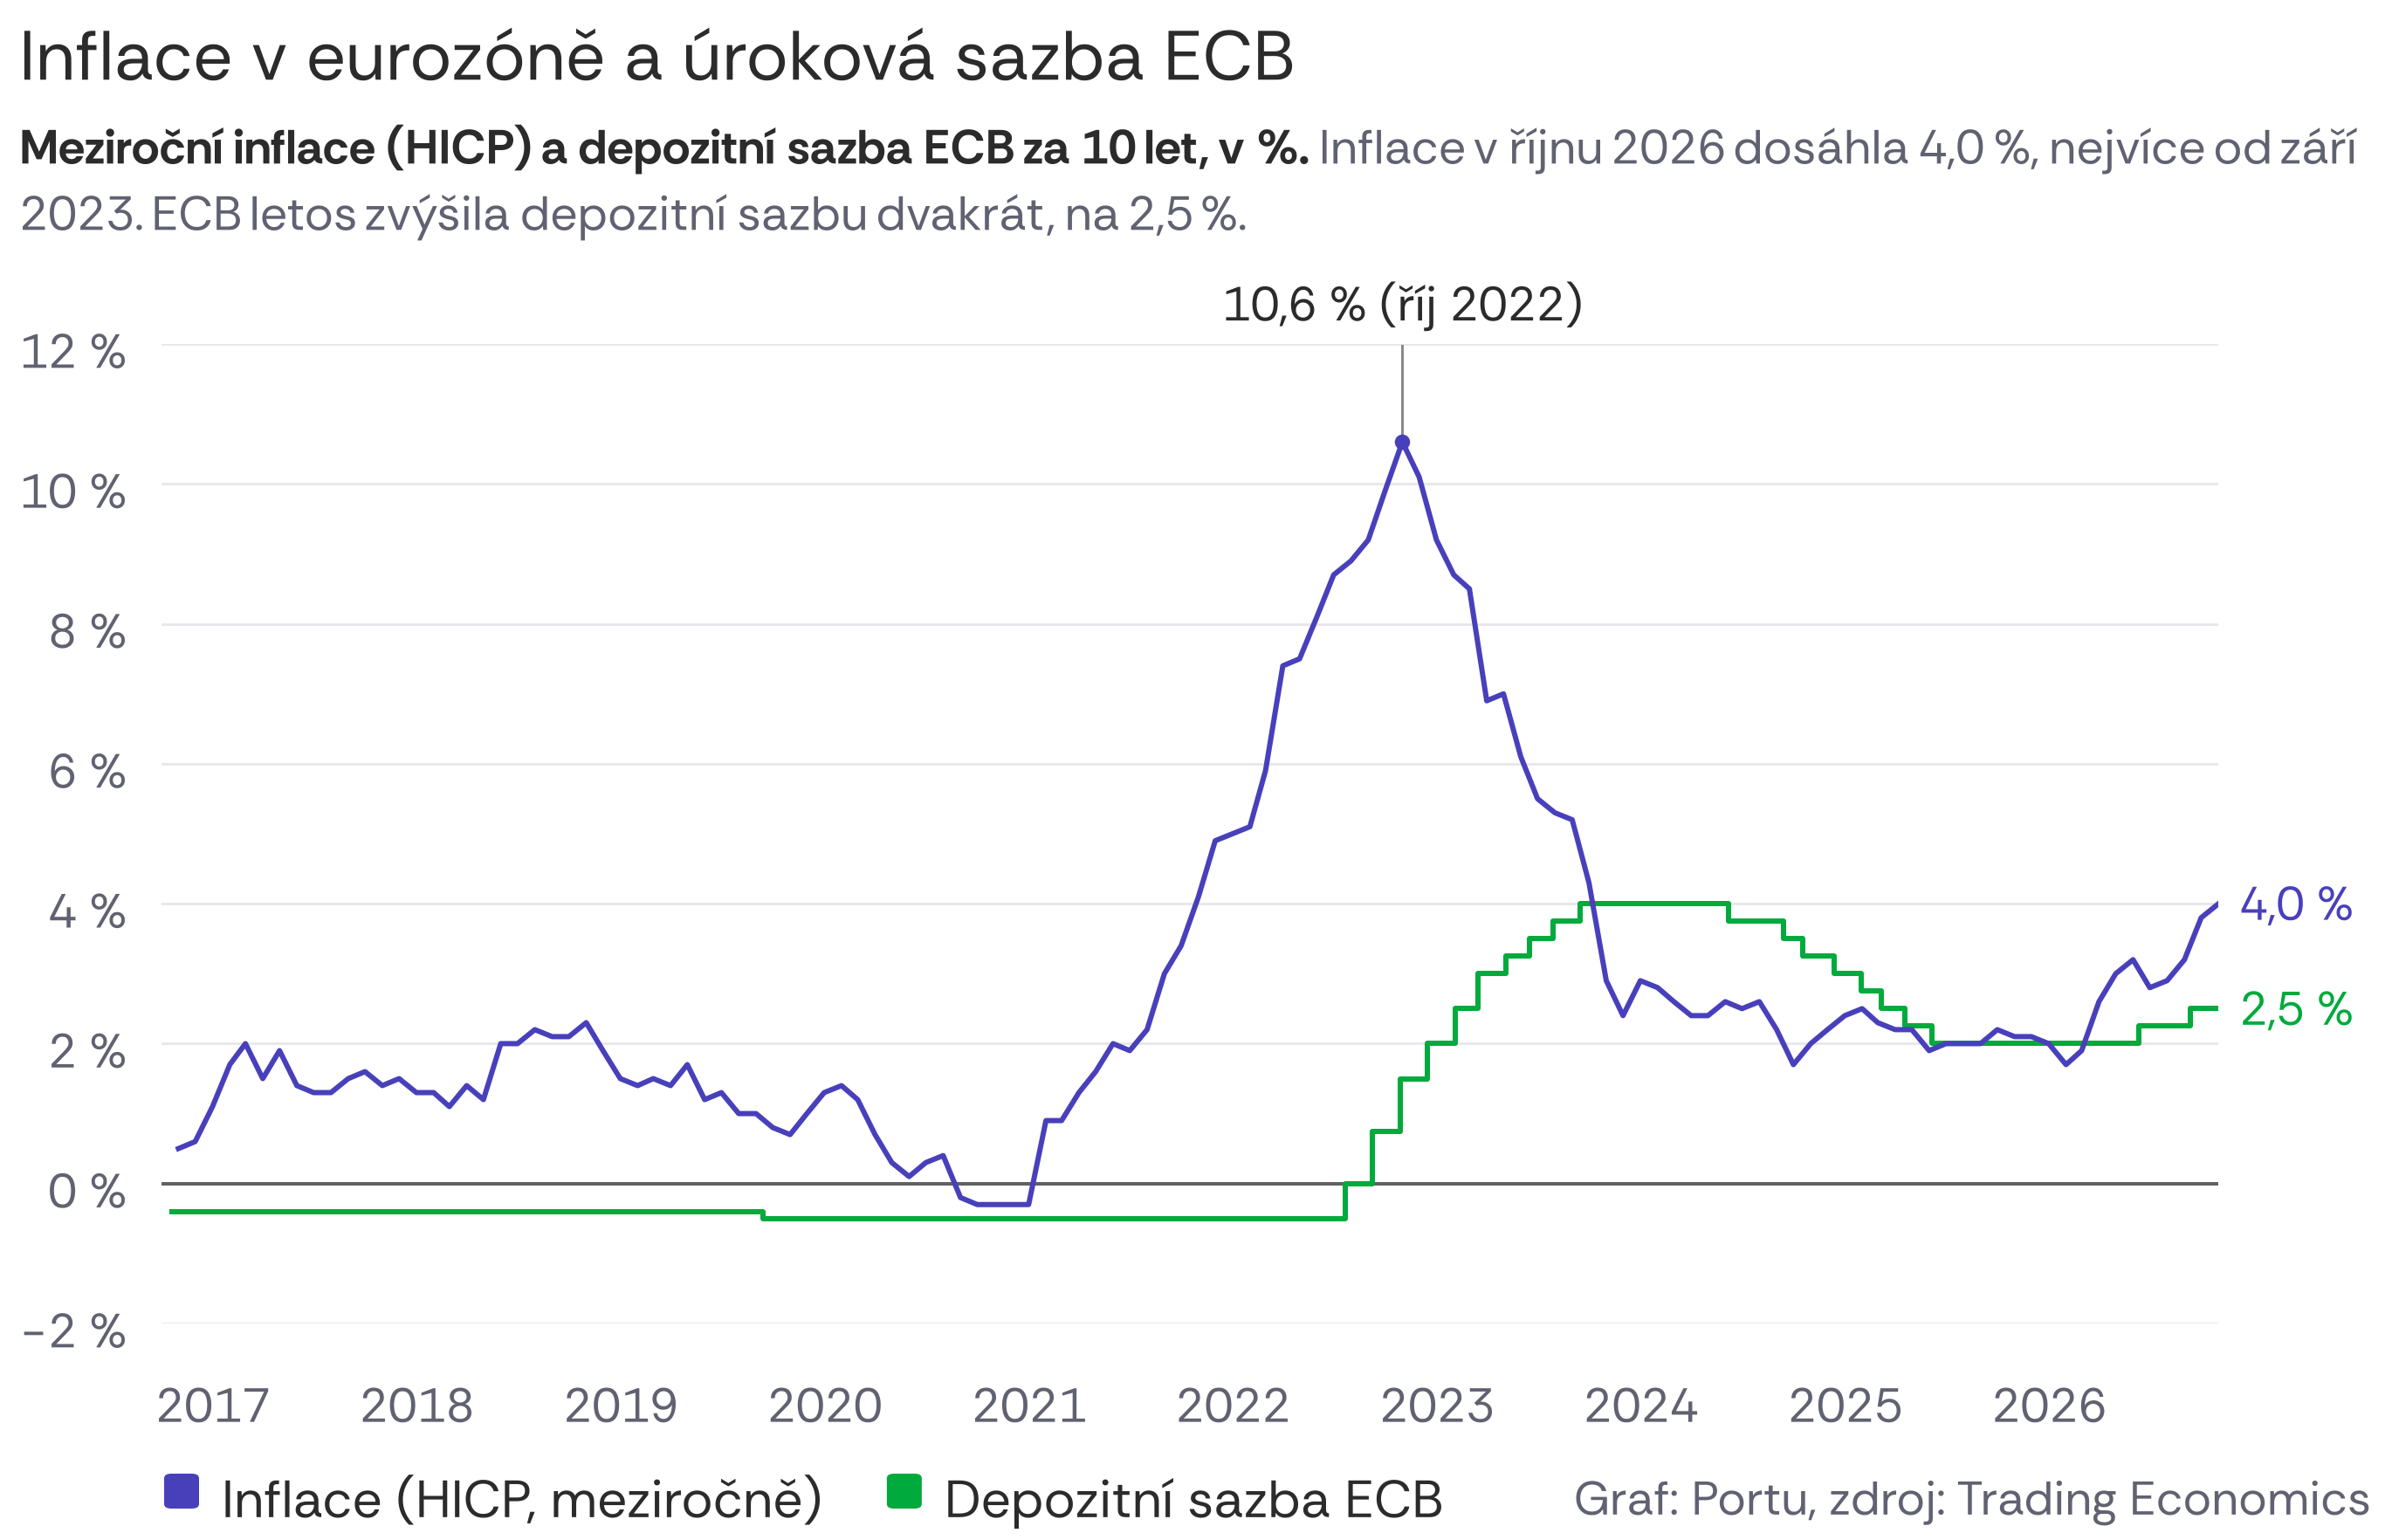 Inflace v eurozóně a úroková sazba ECB
Meziroční inflace (HICP) a depozitní sazba ECB za 10 let, v %. Inflace v říjnu 2026 dosáhla 4,0 %, nejvíce od září
2023. ECB letos zvýšila depozitní sazbu dvakrát, na 2,5 %.
10,6 % (říj 2022)
12 %
10 %
8 %
6 %
4 %
4,0 %
2,5 %
2 %
0 %
−2 %
2017 2018 2019 2020 2021 2022 2023 2024 2025 2026
Inflace (HICP, meziročně) Depozitní sazba ECB Graf: Portu, zdroj: Trading Economics